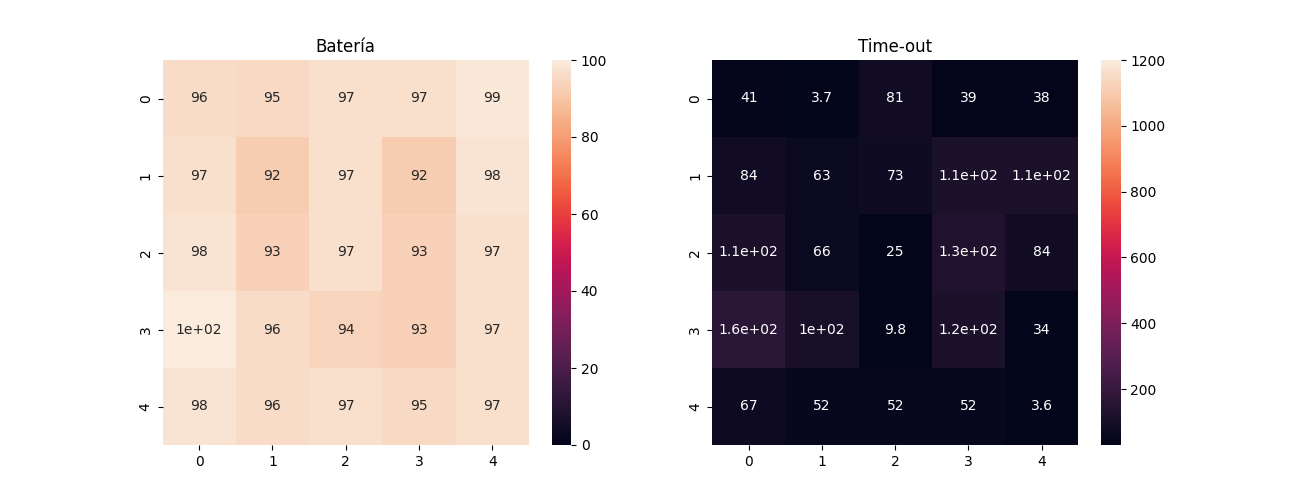 Batería
0 96 95 97 97 99
1 97 92 97 92 98
2 98 93 97 93 97
3 1e+02 96 94 93 97
4 98 96 97 95 97
0 1 2 3 4
100
80
60
40
20
0
Time-out
0 41 3.7 81 39 38
1 84 63 73 1.1e+02 1.1e+02
2 1.1e+02 66 25 1.3e+02 84
3 1.6e+02 1e+02 9.8 1.2e+02 34
4 67 52 52 52 3.6
0 1 2 3 4
1200
1000
800
600
400
200